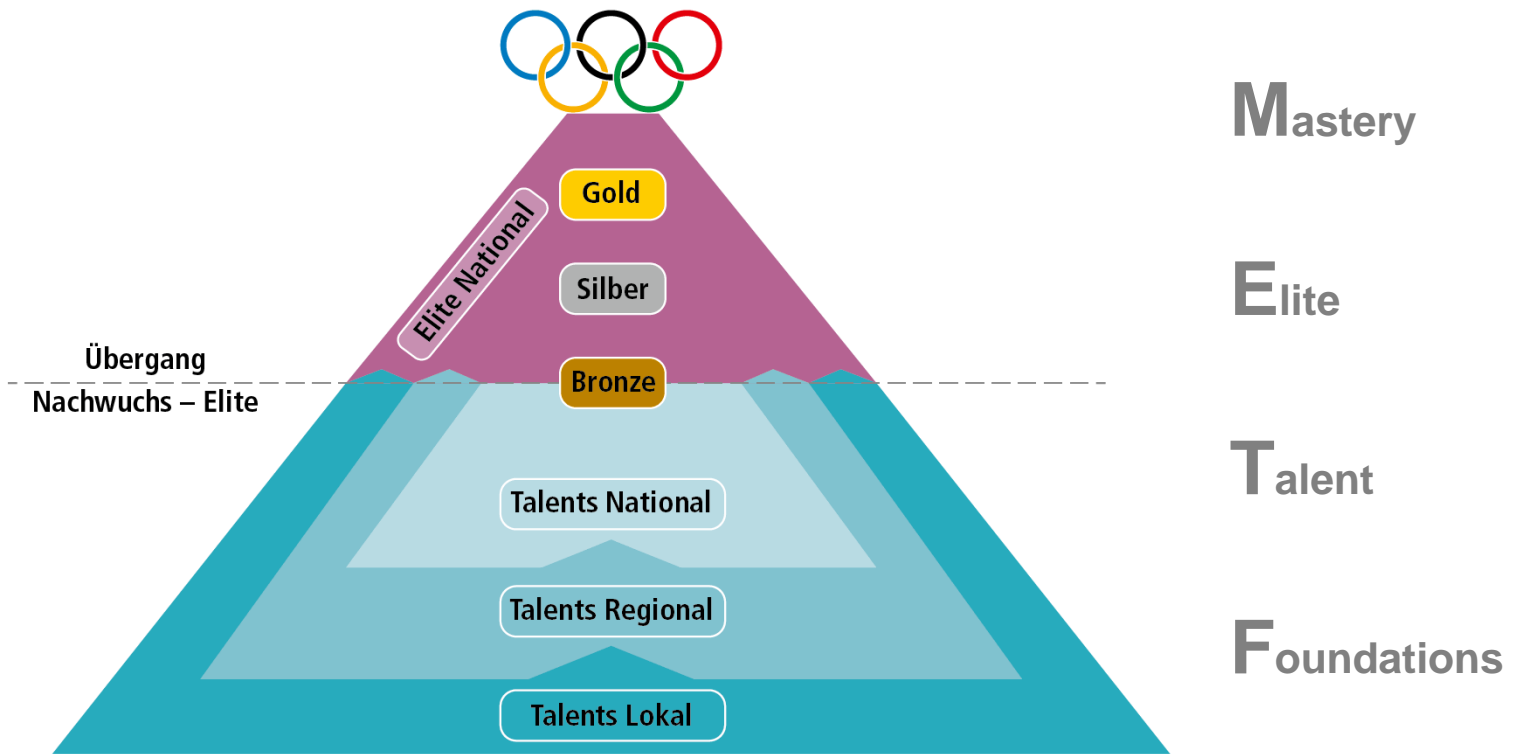 Mastery
Gold
Elite National
Silber
Elite
Übergang
Bronze
Nachwuchs – Elite
Talent
Talents National
Talents Regional
Foundations
Talents Lokal